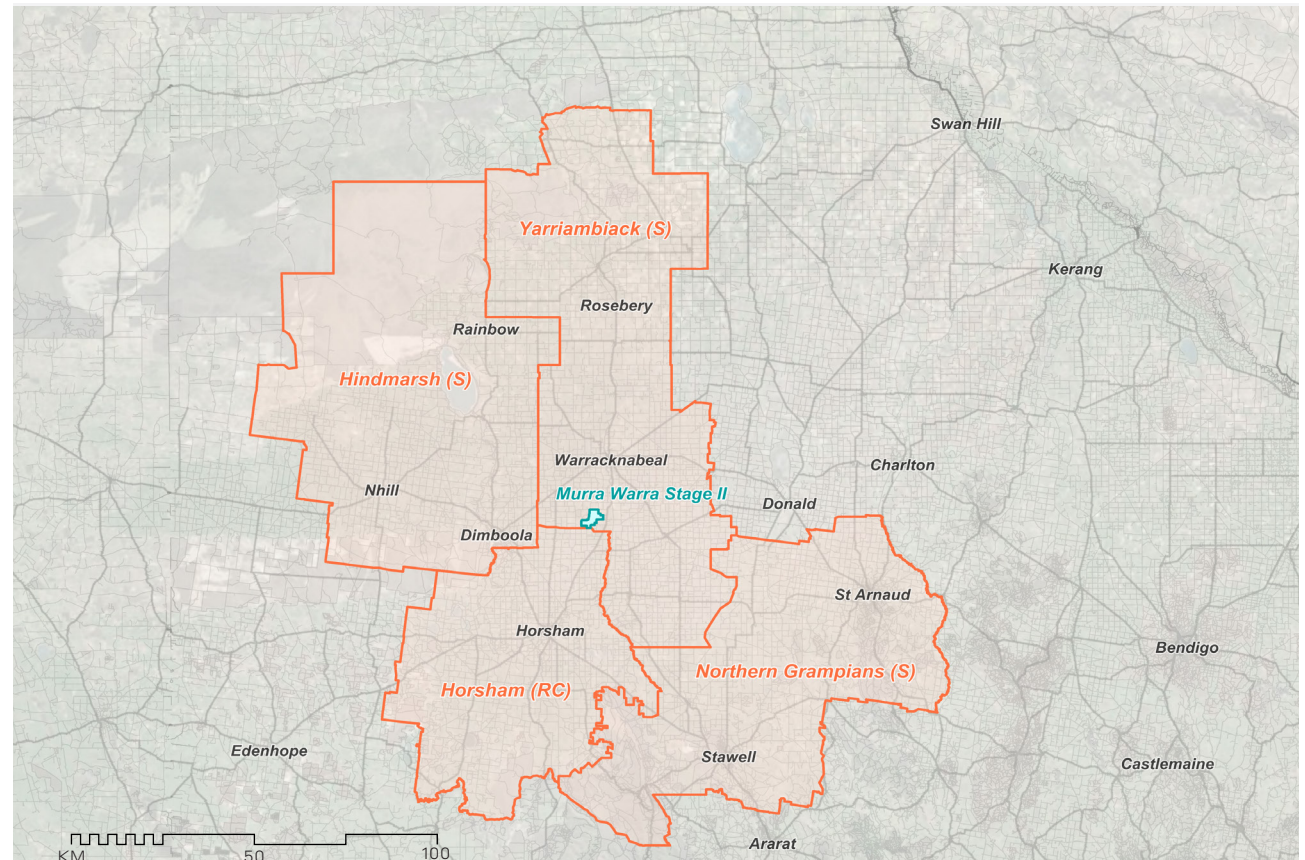 Swan Hill
Yarriambiack (S)
Kerang
Rosebery
Rainbow
Hindmarsh (S)
Warracknabeal
Charlton
Nhill
Murra Warra Stage II
Donald
Dimboola
St Arnaud
Horsham
Bendigo
Northern Grampians (S)
Horsham (RC)
Edenhope
Stawell
Castlemaine
Ararat
KM 50 100